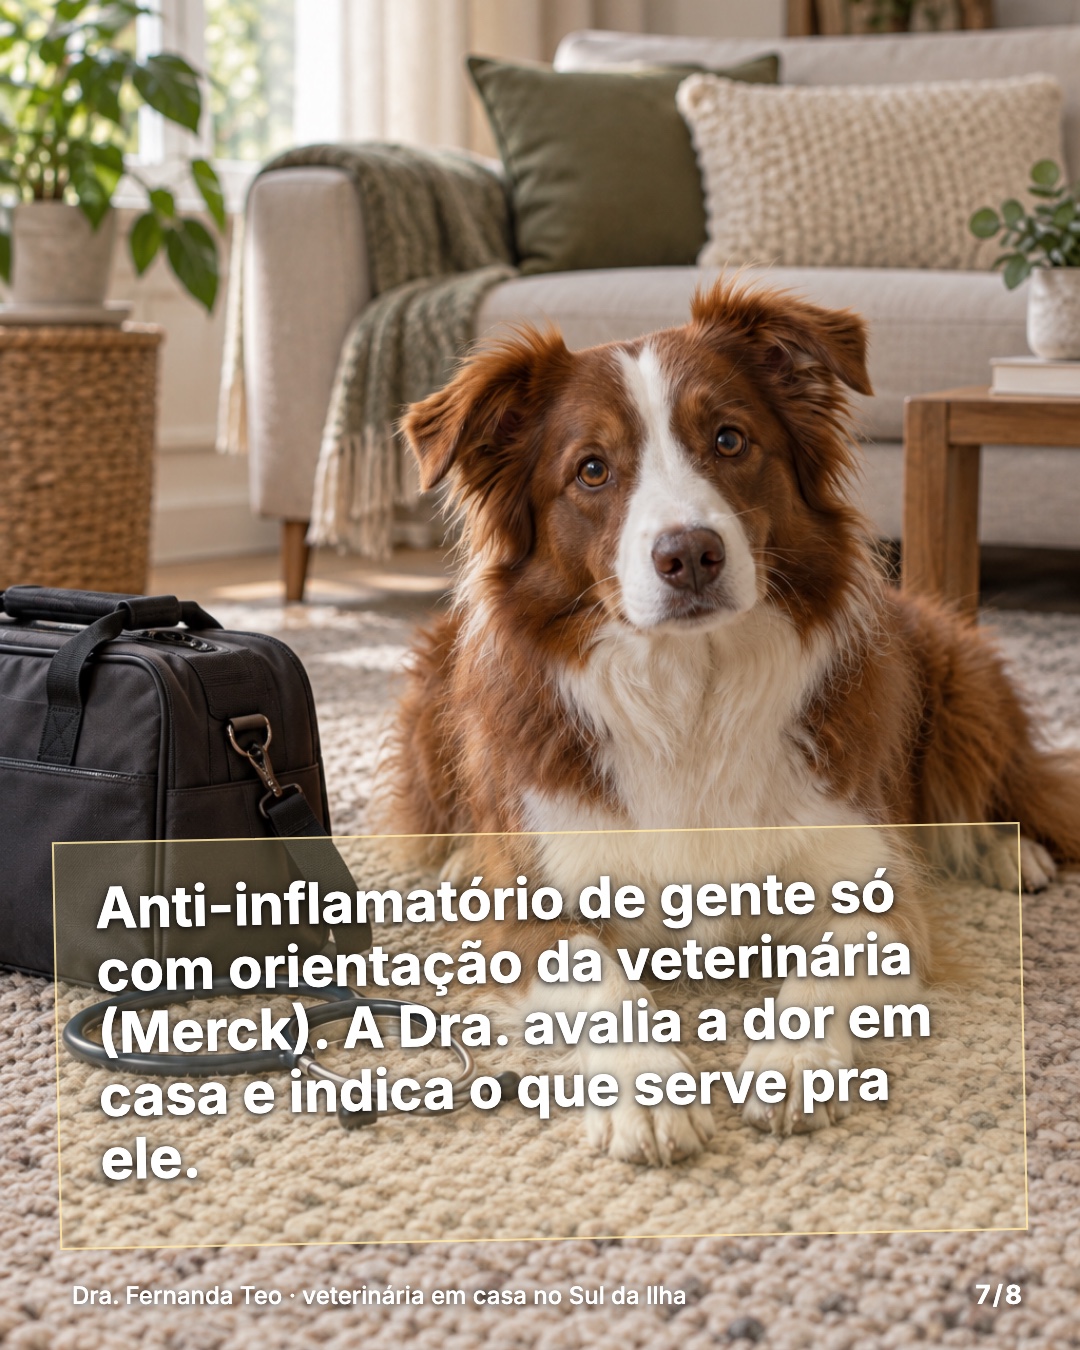 Anti-inflamatório de gente só
com orientação da veterinária
(Merck). A Dra. avalia a dor em
casa e indica o que serve pra
ele.
Dra. Fernanda Teo · veterinária em casa no Sul da Ilha
7/8